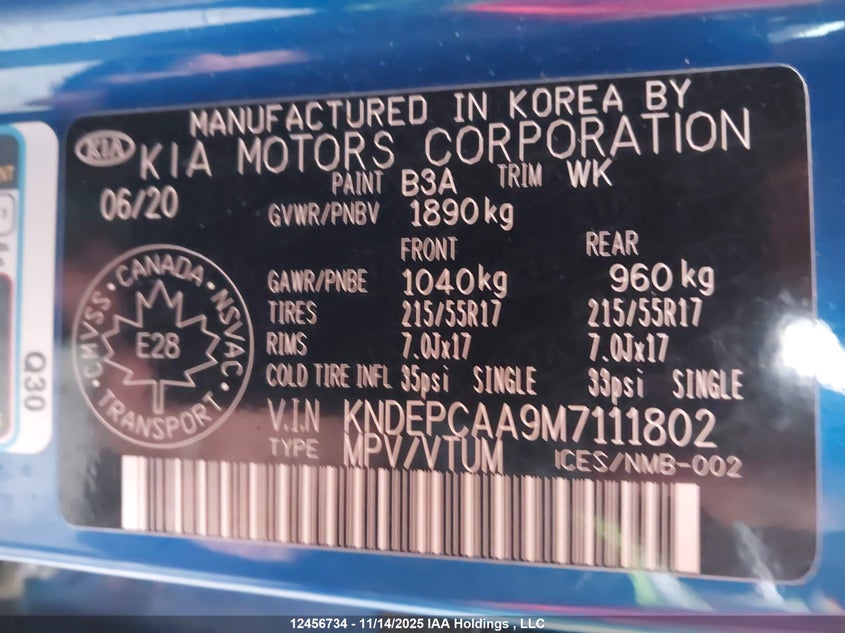 MANUFACTURED IN KOREA BY
KIA
KIA MOTORS CORPORATION
PAINT B3A TRIM WK
06/20
GVWR/PNBV 1890kg
FRONT REAR
GAWR/PNBE 1040kg 960kg
TIRES 215/55R17 215/55R17
RIMS 7.0Jx17 7.0Jx17
COLD TIRE INFL 35psi SINGLE 33psi SINGLE
V.I.N KNDEPCAA9M7111802
TYPE MPV/VTUM ICES/NMB-002
CMVSS · CANADA · NSVAC · TRANSPORT
E28
Q30
12456734 - 11/14/2025 IAA Holdings , LLC